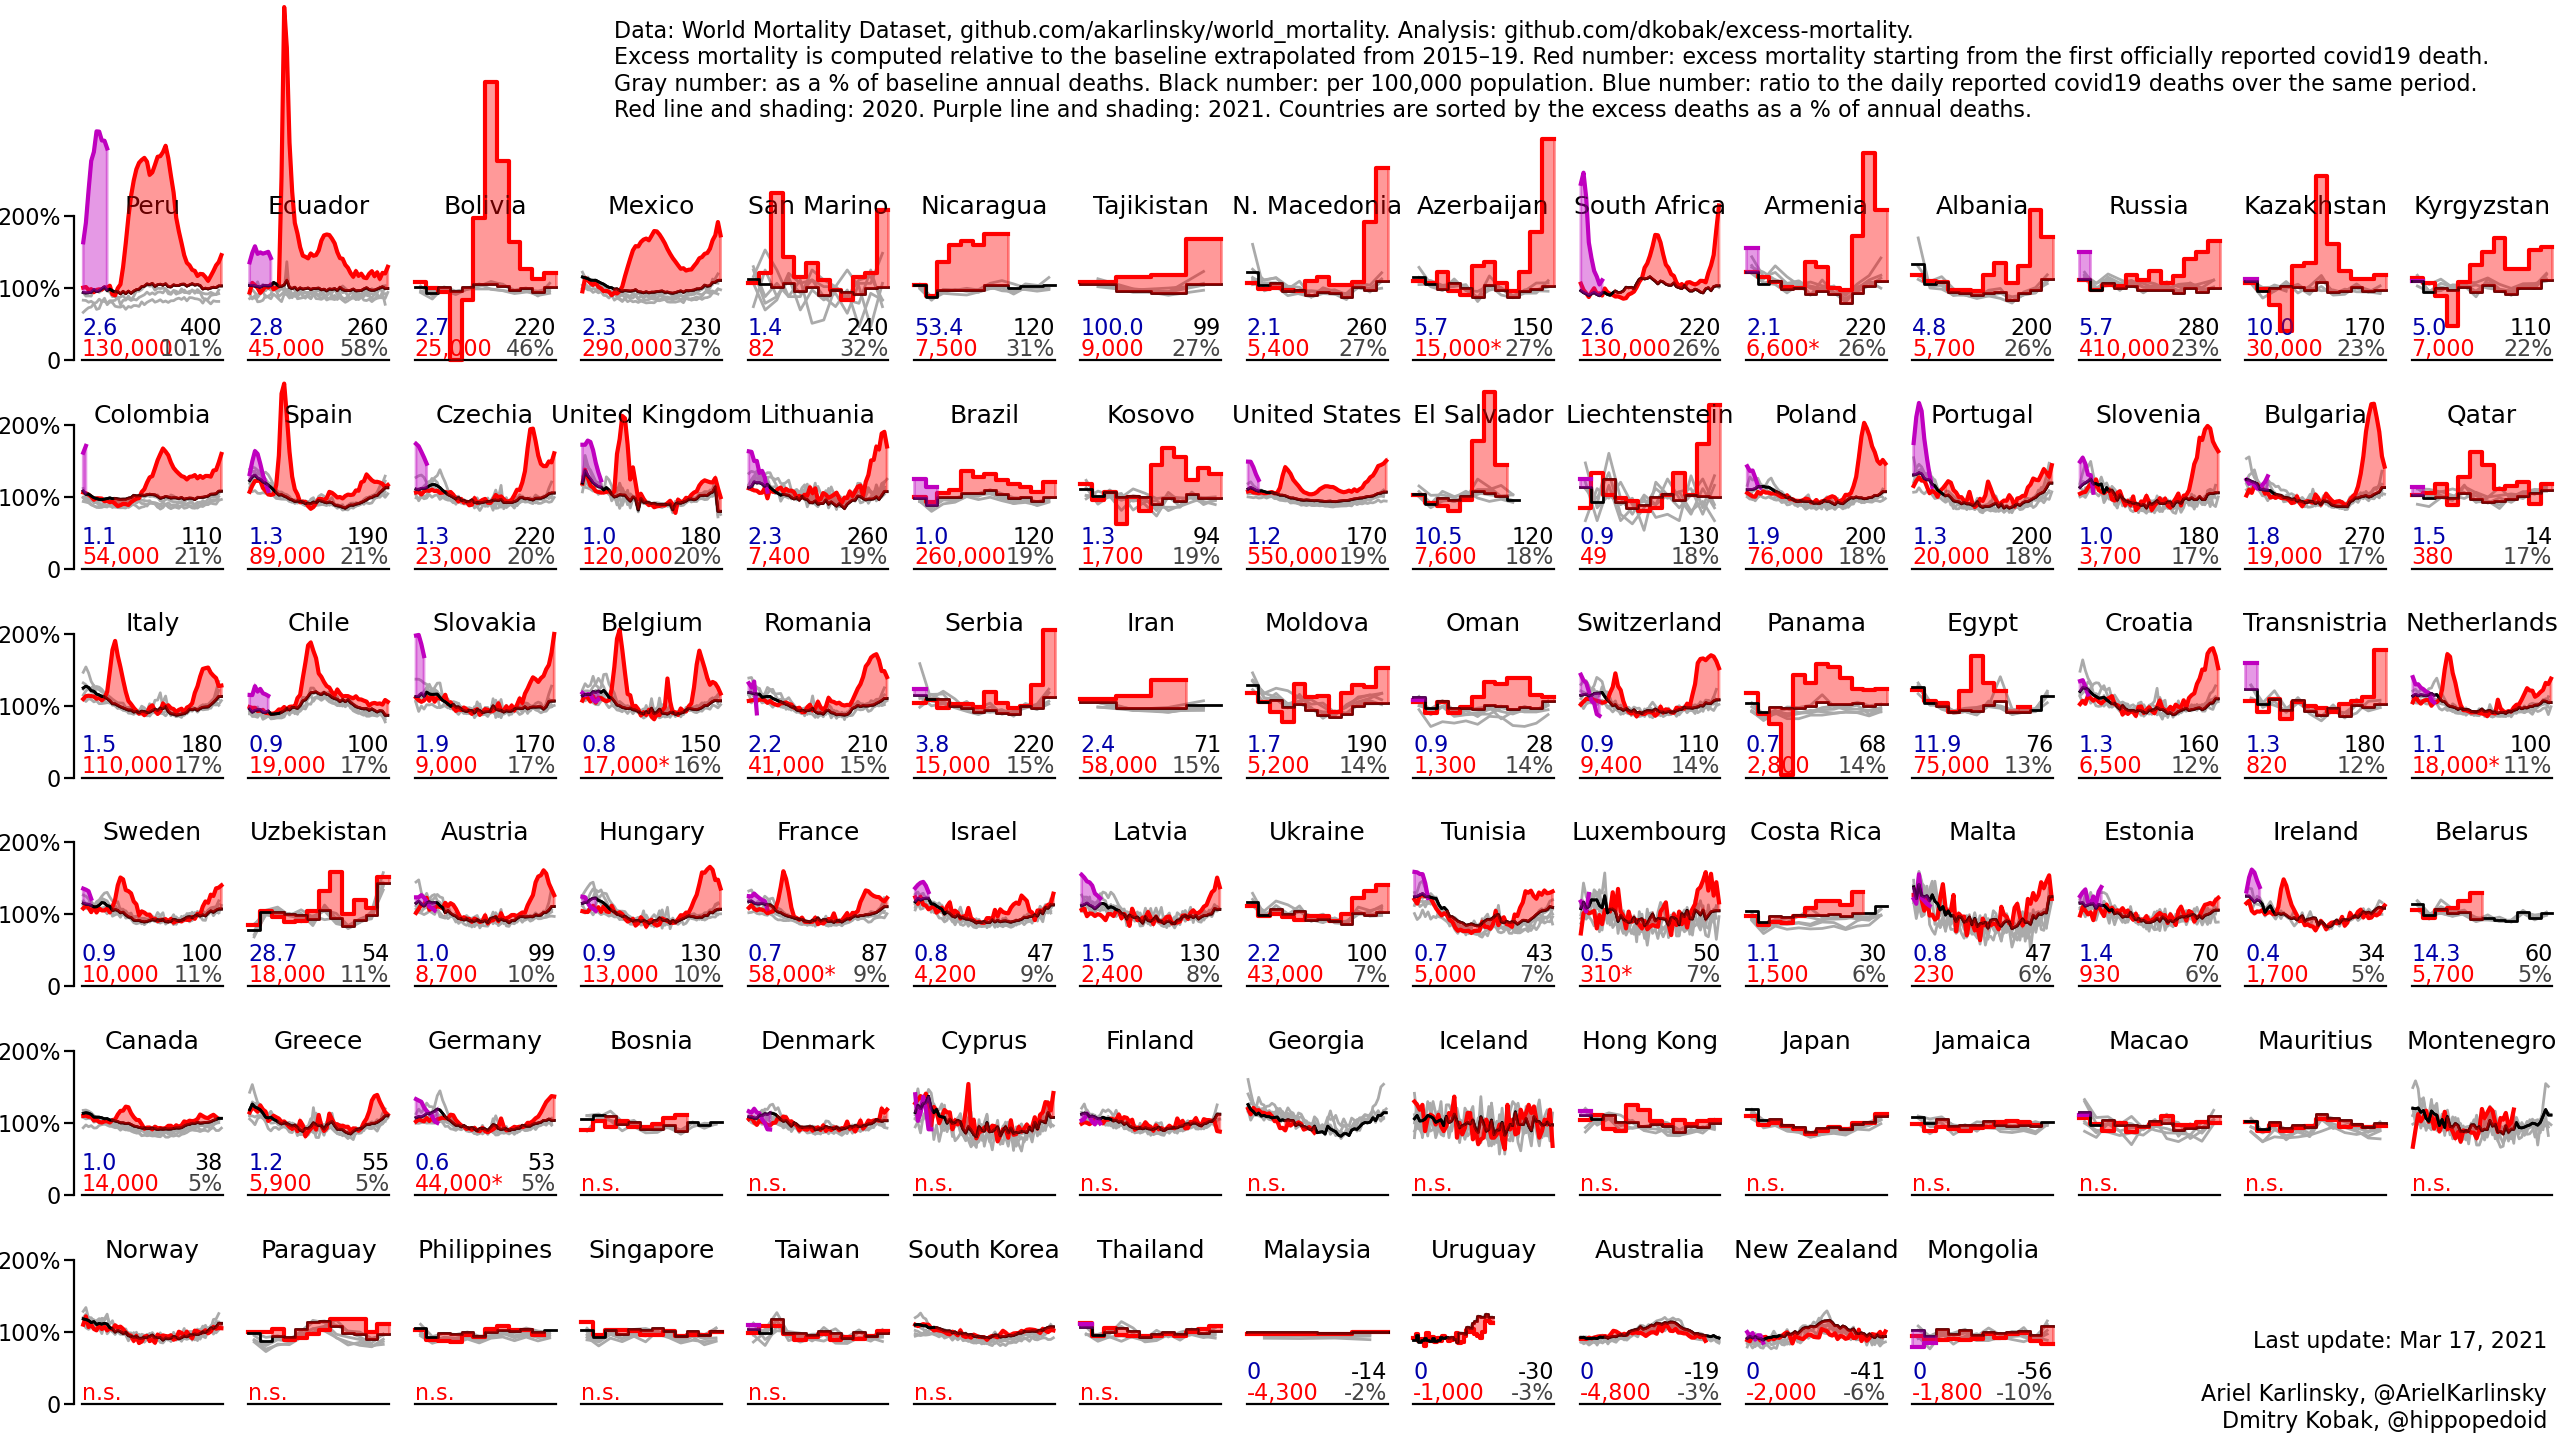 Data: World Mortality Dataset, github.com/akarlinsky/world_mortality. Analysis: github.com/dkobak/excess-mortality.
Excess mortality is computed relative to the baseline extrapolated from 2015–19. Red number: excess mortality starting from the first officially reported covid19 death.
Gray number: as a % of baseline annual deaths. Black number: per 100,000 population. Blue number: ratio to the daily reported covid19 deaths over the same period.
Red line and shading: 2020. Purple line and shading: 2021. Countries are sorted by the excess deaths as a % of annual deaths.
Peru Ecuador Bolivia Mexico San Marino Nicaragua Tajikistan N. Macedonia Azerbaijan South Africa Armenia Albania Russia Kazakhstan Kyrgyzstan
200%
100%
2.6 400 2.8 260 2.7 220 2.3 230 1.4 240 53.4 120 100.0 99 2.1 260 5.7 150 2.6 220 2.1 220 4.8 200 5.7 280 10.0 170 5.0 110
0 130,000 101% 45,000 58% 25,000 46% 290,000 37% 82 32% 7,500 31% 9,000 27% 5,400 27% 15,000* 27% 130,000 26% 6,600* 26% 5,700 26% 410,000 23% 30,000 23% 7,000 22%
Colombia Spain Czechia United Kingdom Lithuania Brazil Kosovo United States El Salvador Liechtenstein Poland Portugal Slovenia Bulgaria Qatar
200%
100%
1.1 110 1.3 190 1.3 220 1.0 180 2.3 260 1.0 120 1.3 94 1.2 170 10.5 120 0.9 130 1.9 200 1.3 200 1.0 180 1.8 270 1.5 14
0 54,000 21% 89,000 21% 23,000 20% 120,000 20% 7,400 19% 260,000 19% 1,700 19% 550,000 19% 7,600 18% 49 18% 76,000 18% 20,000 18% 3,700 17% 19,000 17% 380 17%
Italy Chile Slovakia Belgium Romania Serbia Iran Moldova Oman Switzerland Panama Egypt Croatia Transnistria Netherlands
200%
100%
1.5 180 0.9 100 1.9 170 0.8 150 2.2 210 3.8 220 2.4 71 1.7 190 0.9 28 0.9 110 0.7 68 11.9 76 1.3 160 1.3 180 1.1 100
0 110,000 17% 19,000 17% 9,000 17% 17,000* 16% 41,000 15% 15,000 15% 58,000 15% 5,200 14% 1,300 14% 9,400 14% 2,800 14% 75,000 13% 6,500 12% 820 12% 18,000* 11%
Sweden Uzbekistan Austria Hungary France Israel Latvia Ukraine Tunisia Luxembourg Costa Rica Malta Estonia Ireland Belarus
200%
100%
0.9 100 28.7 54 1.0 99 0.9 130 0.7 87 0.8 47 1.5 130 2.2 100 0.7 43 0.5 50 1.1 30 0.8 47 1.4 70 0.4 34 14.3 60
0 10,000 11% 18,000 11% 8,700 10% 13,000 10% 58,000* 9% 4,200 9% 2,400 8% 43,000 7% 5,000 7% 310* 7% 1,500 6% 230 6% 930 6% 1,700 5% 5,700 5%
Canada Greece Germany Bosnia Denmark Cyprus Finland Georgia Iceland Hong Kong Japan Jamaica Macao Mauritius Montenegro
200%
100%
1.0 38 1.2 55 0.6 53
0 14,000 5% 5,900 5% 44,000* 5% n.s. n.s. n.s. n.s. n.s. n.s. n.s. n.s. n.s. n.s. n.s. n.s.
Norway Paraguay Philippines Singapore Taiwan South Korea Thailand Malaysia Uruguay Australia New Zealand Mongolia
200%
100%
Last update: Mar 17, 2021
0 -14 0 -30 0 -19 0 -41 0 -56
0 n.s. n.s. n.s. n.s. n.s. n.s. n.s. -4,300 -2% -1,000 -3% -4,800 -3% -2,000 -6% -1,800 -10%
Ariel Karlinsky, @ArielKarlinsky
Dmitry Kobak, @hippopedoid